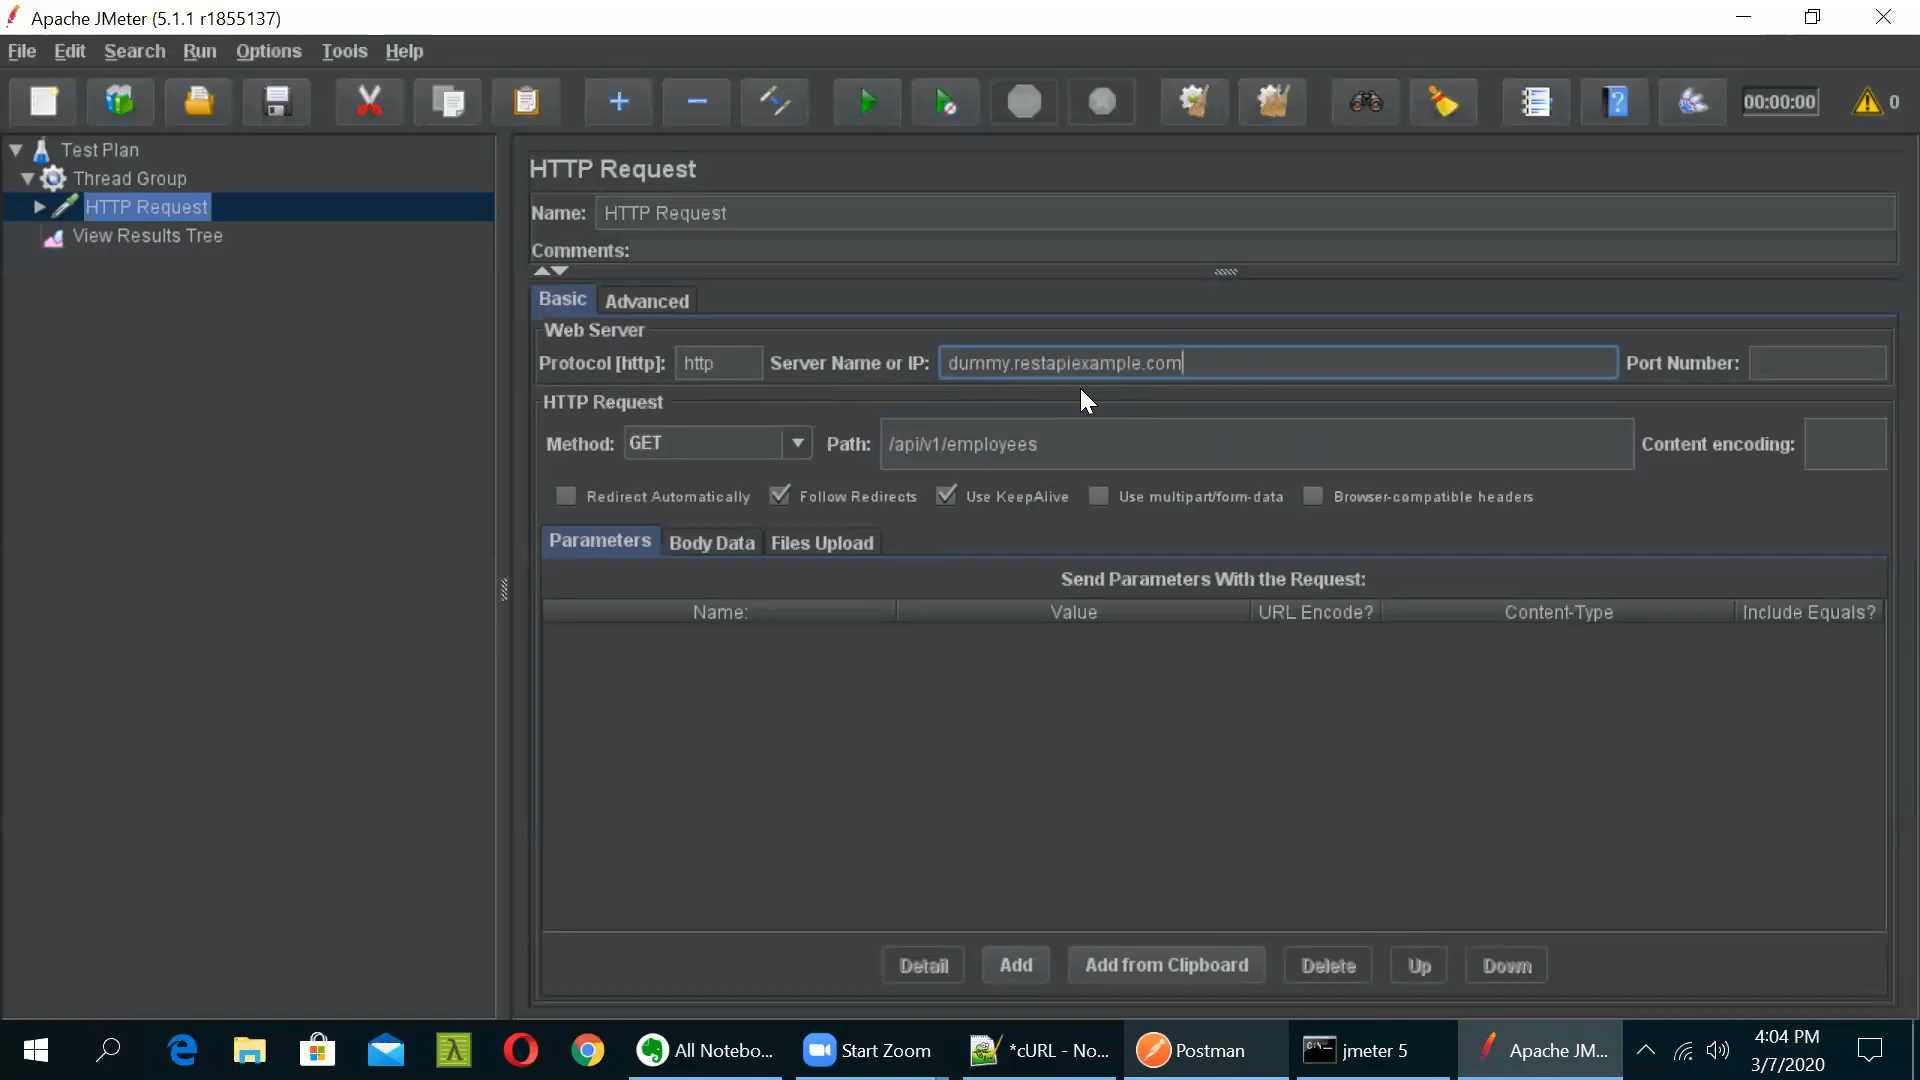 Apache JMeter (5.1.1 r1855137)
File Edit Search Run Options Tools Help
00:00:00 0
Test Plan
Thread Group
HTTP Request
View Results Tree
HTTP Request
Name: HTTP Request
Comments:
Basic Advanced
Web Server
Protocol [http]: http Server Name or IP: dummy.restapiexample.com Port Number:
HTTP Request
Method: GET Path: /api/v1/employees Content encoding:
Redirect Automatically Follow Redirects Use KeepAlive Use multipart/form-data Browser-compatible headers
Parameters Body Data Files Upload
Send Parameters With the Request:
Name: Value URL Encode? Content-Type Include Equals?
Detail Add Add from Clipboard Delete Up Down
All Notebo... Start Zoom *cURL - No... Postman jmeter 5 Apache JM... 4:04 PM
3/7/2020